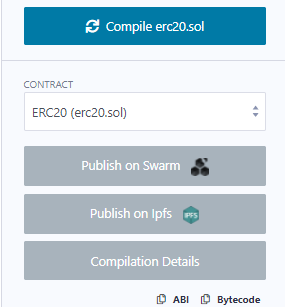 Compile erc20.sol
CONTRACT
ERC20 (erc20.sol)
Publish on Swarm
Publish on Ipfs
IPFS
Compilation Details
ABI
Bytecode